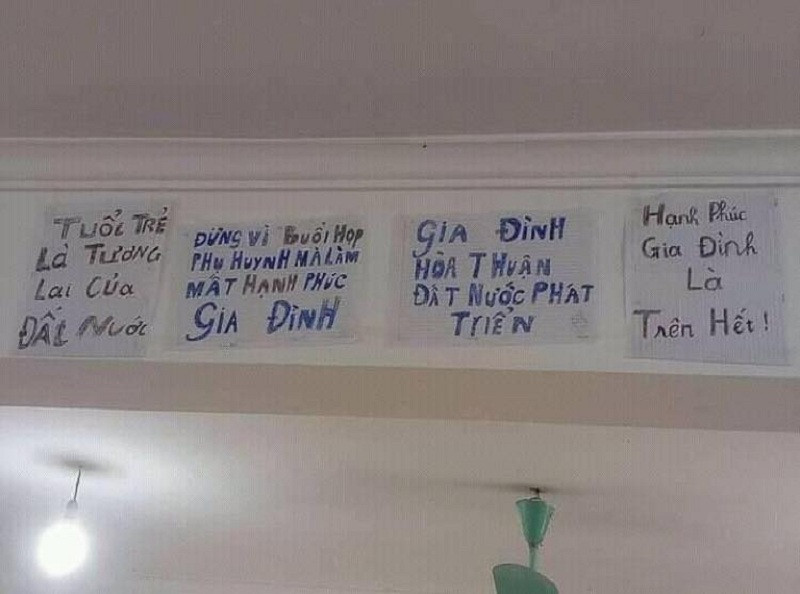 TUỔI TRẺ
Là TƯƠNG
Lai Của
ĐẤT NƯỚC
ĐỪNG VÌ BUỔI HỌP
PHỤ HUYNH MÀ LÀM
MẤT HẠNH PHÚC
GIA ĐÌNH
GIA ĐÌNH
HÒA THUẬN
ĐẤT NƯỚC PHÁT
TRIỂN
Hạnh Phúc
Gia Đình
Là
Trên Hết!